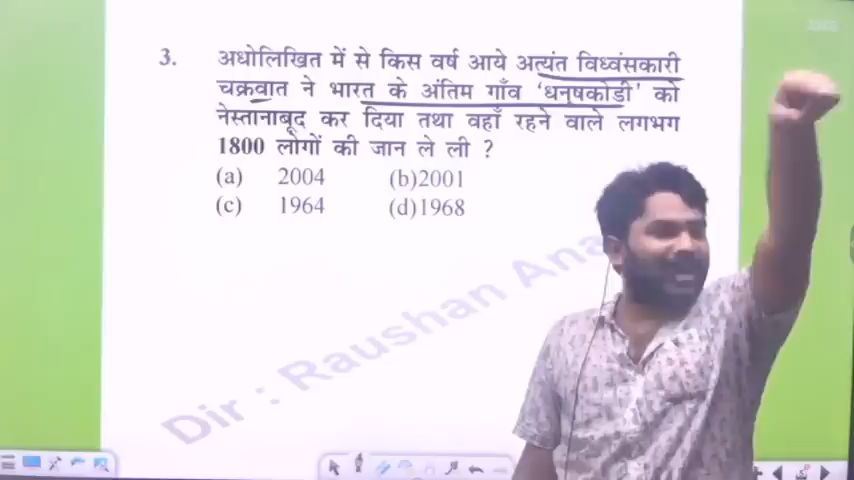 3. अधोलिखित में से किस वर्ष आये अत्यंत विध्वंसकारी
चक्रवात ने भारत के अंतिम गाँव ‘धनुषकोडी’ को
नेस्तानाबूद कर दिया तथा वहाँ रहने वाले लगभग
1800 लोगों की जान ले ली ?
(a) 2004 (b)2001
(c) 1964 (d)1968
Dir : Raushan Ana